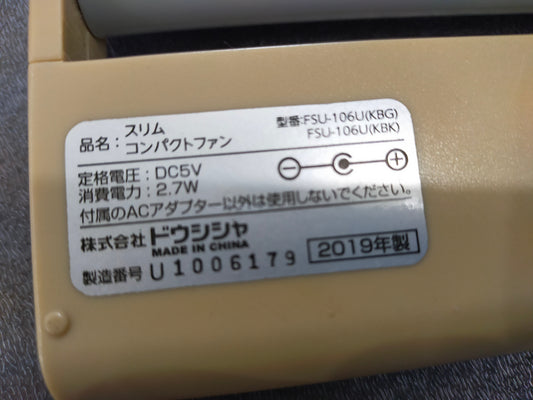 品名：スリム
コンパクトファン
型番:FSU-106U(KBG)
FSU-106U(KBK)
定格電圧：DC5V
消費電力：2.7W
付属のACアダプター以外は使用しないでください。
株式会社 ドウシシャ
MADE IN CHINA
製造番号 U1006179
2019年製